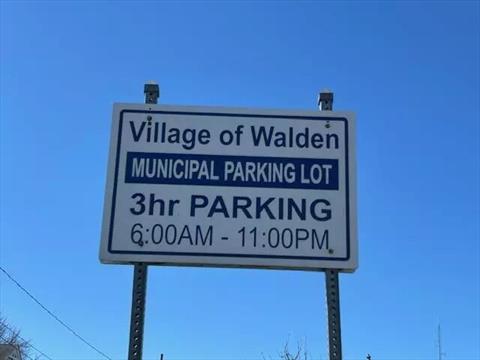 Village of Walden
MUNICIPAL PARKING LOT
3hr PARKING
6:00AM - 11:00PM